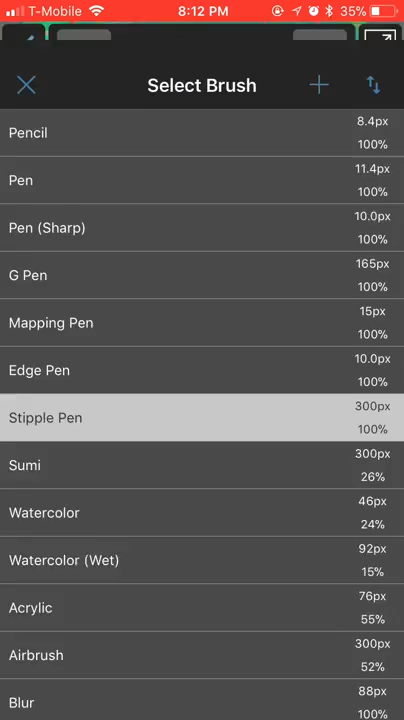 T-Mobile 8:12 PM 35%
Select Brush
Pencil 8.4px 100%
Pen 11.4px 100%
Pen (Sharp) 10.0px 100%
G Pen 165px 100%
Mapping Pen 15px 100%
Edge Pen 10.0px 100%
Stipple Pen 300px 100%
Sumi 300px 26%
Watercolor 46px 24%
Watercolor (Wet) 92px 15%
Acrylic 76px 55%
Airbrush 300px 52%
Blur 88px 100%